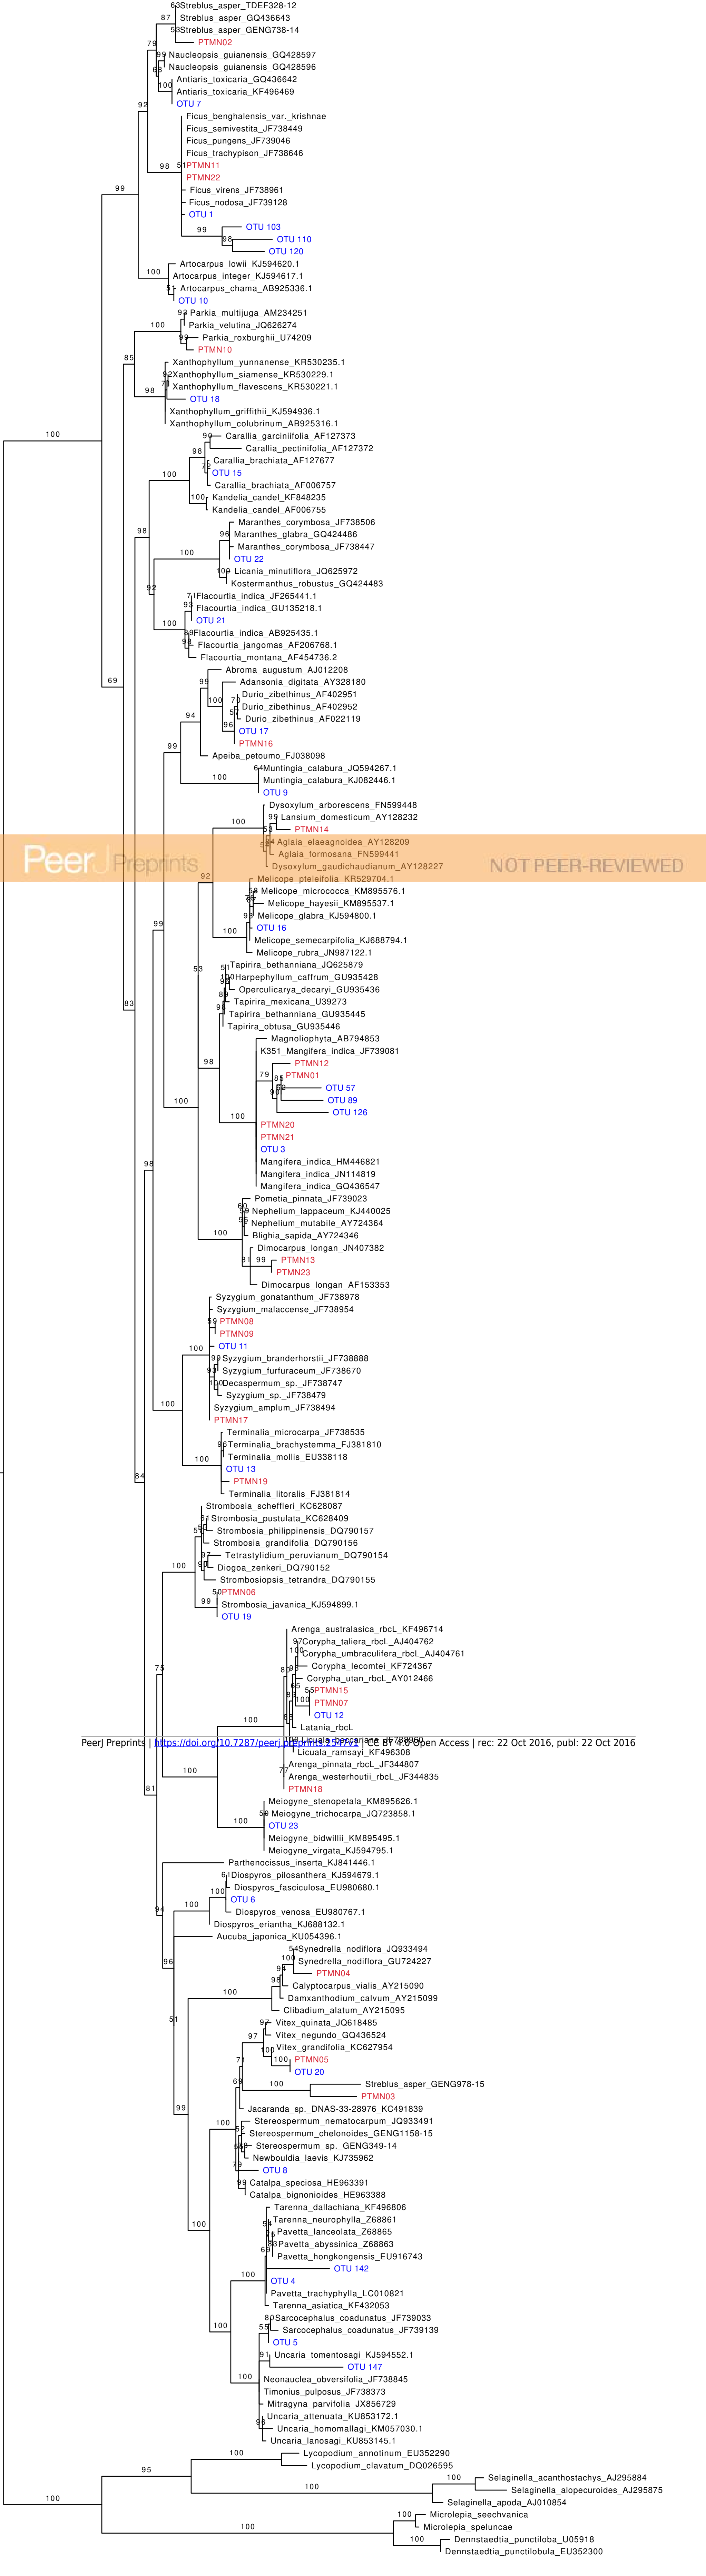 Streblus_asper_TDEF328-12
Streblus_asper_GQ436643
Streblus_asper_GENG738-14
PTMN02
Naucleopsis_guianensis_GQ428597
Naucleopsis_guianensis_GQ428596
Antiaris_toxicaria_GQ436642
Antiaris_toxicaria_KF496469
OTU 7
Ficus_benghalensis_var._krishnae
Ficus_semivestita_JF738449
Ficus_pungens_JF739046
Ficus_trachypison_JF738646
PTMN11
PTMN22
Ficus_virens_JF738961
Ficus_nodosa_JF739128
OTU 1
OTU 103
OTU 110
OTU 120
Artocarpus_lowii_KJ594620.1
Artocarpus_integer_KJ594617.1
Artocarpus_chama_AB925336.1
OTU 10
Parkia_multijuga_AM234251
Parkia_velutina_JQ626274
Parkia_roxburghii_U74209
PTMN10
Xanthophyllum_yunnanense_KR530235.1
Xanthophyllum_siamense_KR530229.1
Xanthophyllum_flavescens_KR530221.1
OTU 18
Xanthophyllum_griffithii_KJ594936.1
Xanthophyllum_colubrinum_AB925316.1
Carallia_garciniifolia_AF127373
Carallia_pectinifolia_AF127372
Carallia_brachiata_AF127677
OTU 15
Carallia_brachiata_AF006757
Kandelia_candel_KF848235
Kandelia_candel_AF006755
Maranthes_corymbosa_JF738506
Maranthes_glabra_GQ424486
Maranthes_corymbosa_JF738447
OTU 22
Licania_minutiflora_JQ625972
Kostermanthus_robustus_GQ424483
Flacourtia_indica_JF265441.1
Flacourtia_indica_GU135218.1
OTU 21
Flacourtia_indica_AB925435.1
Flacourtia_jangomas_AF206768.1
Flacourtia_montana_AF454736.2
Abroma_augustum_AJ012208
Adansonia_digitata_AY328180
Durio_zibethinus_AF402951
Durio_zibethinus_AF402952
Durio_zibethinus_AF022119
OTU 17
PTMN16
Apeiba_petoumo_FJ038098
Muntingia_calabura_JQ594267.1
Muntingia_calabura_KJ082446.1
OTU 9
Dysoxylum_arborescens_FN599448
Lansium_domesticum_AY128232
PTMN14
Aglaia_elaeagnoidea_AY128209
Aglaia_formosana_FN599441
Dysoxylum_gaudichaudianum_AY128227
PeerJ Preprints NOT PEER-REVIEWED
Melicope_pteleifolia_KR529704.1
Melicope_micrococca_KM895576.1
Melicope_hayesii_KM895537.1
Melicope_glabra_KJ594800.1
OTU 16
Melicope_semecarpifolia_KJ688794.1
Melicope_rubra_JN987122.1
Tapirira_bethanniana_JQ625879
Harpephyllum_caffrum_GU935428
Operculicarya_decaryi_GU935436
Tapirira_mexicana_U39273
Tapirira_bethanniana_GU935445
Tapirira_obtusa_GU935446
Magnoliophyta_AB794853
K351_Mangifera_indica_JF739081
PTMN12
PTMN01
OTU 57
OTU 89
OTU 126
PTMN20
PTMN21
OTU 3
Mangifera_indica_HM446821
Mangifera_indica_JN114819
Mangifera_indica_GQ436547
Pometia_pinnata_JF739023
Nephelium_lappaceum_KJ440025
Nephelium_mutabile_AY724364
Blighia_sapida_AY724346
Dimocarpus_longan_JN407382
PTMN13
PTMN23
Dimocarpus_longan_AF153353
Syzygium_gonatanthum_JF738978
Syzygium_malaccense_JF738954
PTMN08
PTMN09
OTU 11
Syzygium_branderhorstii_JF738888
Syzygium_furfuraceum_JF738670
Decaspermum_sp._JF738747
Syzygium_sp._JF738479
Syzygium_amplum_JF738494
PTMN17
Terminalia_microcarpa_JF738535
Terminalia_brachystemma_FJ381810
Terminalia_mollis_EU338118
OTU 13
PTMN19
Terminalia_litoralis_FJ381814
Strombosia_scheffleri_KC628087
Strombosia_pustulata_KC628409
Strombosia_philippinensis_DQ790157
Strombosia_grandifolia_DQ790156
Tetrastylidium_peruvianum_DQ790154
Diogoa_zenkeri_DQ790152
Strombosiopsis_tetrandra_DQ790155
PTMN06
Strombosia_javanica_KJ594899.1
OTU 19
Arenga_australasica_rbcL_KF496714
Corypha_taliera_rbcL_AJ404762
Corypha_umbraculifera_rbcL_AJ404761
Corypha_lecomtei_KF724367
Corypha_utan_rbcL_AY012466
PTMN15
PTMN07
OTU 12
Latania_rbcL
PeerJ Preprints | https://doi.org/10.7287/peerj.preprints.2547v1 | CC BY 4.0 Open Access | rec: 22 Oct 2016, publ: 22 Oct 2016
Licuala_ramsayi_KF496308
Arenga_pinnata_rbcL_JF344807
Arenga_westerhoutii_rbcL_JF344835
PTMN18
Meiogyne_stenopetala_KM895626.1
Meiogyne_trichocarpa_JQ723858.1
OTU 23
Meiogyne_bidwillii_KM895495.1
Meiogyne_virgata_KJ594795.1
Parthenocissus_inserta_KJ841446.1
Diospyros_pilosanthera_KJ594679.1
Diospyros_fasciculosa_EU980680.1
OTU 6
Diospyros_venosa_EU980767.1
Diospyros_eriantha_KJ688132.1
Aucuba_japonica_KU054396.1
Synedrella_nodiflora_JQ933494
Synedrella_nodiflora_GU724227
PTMN04
Calyptocarpus_vialis_AY215090
Damxanthodium_calvum_AY215099
Clibadium_alatum_AY215095
Vitex_quinata_JQ618485
Vitex_negundo_GQ436524
Vitex_grandifolia_KC627954
PTMN05
OTU 20
Streblus_asper_GENG978-15
PTMN03
Jacaranda_sp._DNAS-33-28976_KC491839
Stereospermum_nematocarpum_JQ933491
Stereospermum_chelonoides_GENG1158-15
Stereospermum_sp._GENG349-14
Newbouldia_laevis_KJ735962
OTU 8
Catalpa_speciosa_HE963391
Catalpa_bignonioides_HE963388
Tarenna_dallachiana_KF496806
Tarenna_neurophylla_Z68861
Pavetta_lanceolata_Z68865
Pavetta_abyssinica_Z68863
Pavetta_hongkongensis_EU916743
OTU 142
OTU 4
Pavetta_trachyphylla_LC010821
Tarenna_asiatica_KF432053
Sarcocephalus_coadunatus_JF739033
Sarcocephalus_coadunatus_JF739139
OTU 5
Uncaria_tomentosagi_KJ594552.1
OTU 147
Neonauclea_obversifolia_JF738845
Timonius_pulposus_JF738373
Mitragyna_parvifolia_JX856729
Uncaria_attenuata_KU853172.1
Uncaria_homomallagi_KM057030.1
Uncaria_lanosagi_KU853145.1
Lycopodium_annotinum_EU352290
Lycopodium_clavatum_DQ026595
Selaginella_acanthostachys_AJ295884
Selaginella_alopecuroides_AJ295875
Selaginella_apoda_AJ010854
Microlepia_seechvanica
Microlepia_speluncae
Dennstaedtia_punctiloba_U05918
Dennstaedtia_punctilobula_EU352300